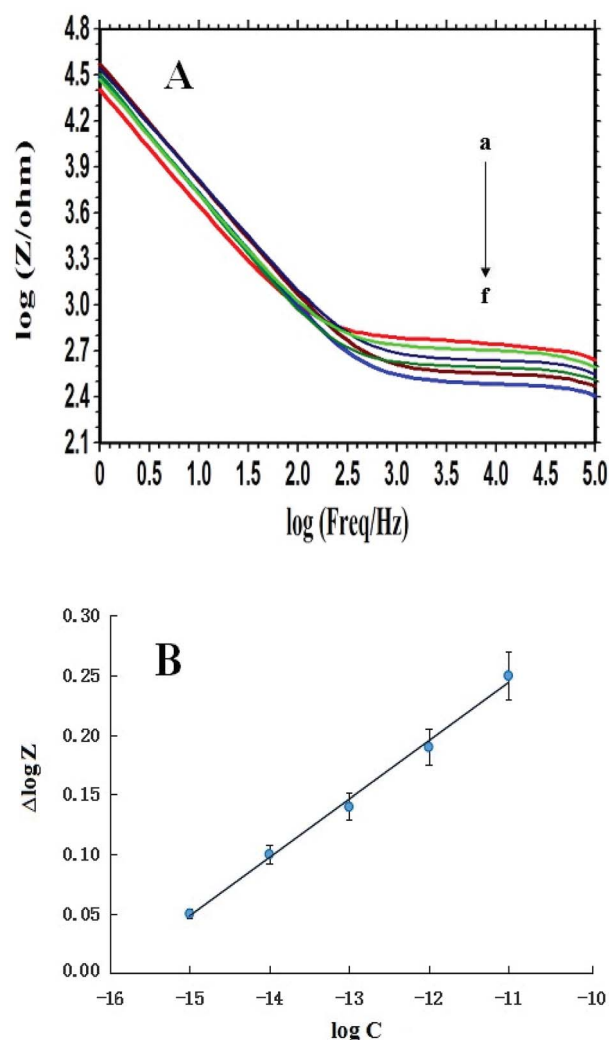 4.8
4.5
4.2
3.9
3.6
3.3
3.0
2.7
2.4
2.1
log (Z/ohm)
A
a
f
0 0.5 1.0 1.5 2.0 2.5 3.0 3.5 4.0 4.5 5.0
log (Freq/Hz)
0.30
0.25
0.20
0.15
0.10
0.05
0.00
ΔlogZ
B
-16 -15 -14 -13 -12 -11 -10
log C